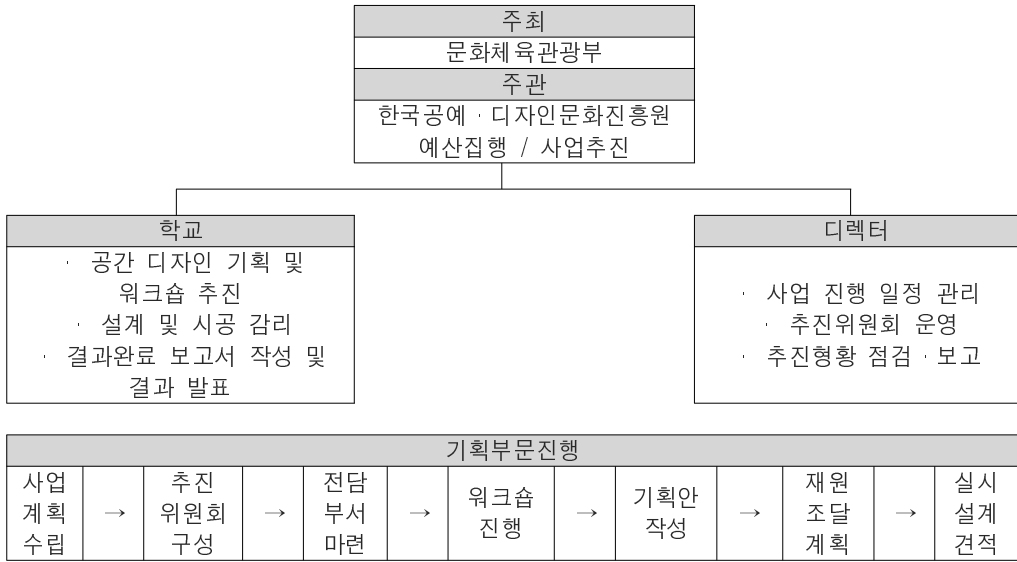 주최
문화체육관광부
주관
한국공예 · 디자인문화진흥원
예산집행 / 사업추진
학교
· 공간 디자인 기획 및
워크숍 추진
· 설계 및 시공 감리
· 결과완료 보고서 작성 및
결과 발표
디렉터
· 사업 진행 일정 관리
· 추진위원회 운영
· 추진형황 점검 · 보고
기획부문진행
사업
계획
수립
→
추진
위원회
구성
→
전담
부서
마련
→
워크숍
진행
→
기획안
작성
→
재원
조달
계획
→
실시
설계
견적